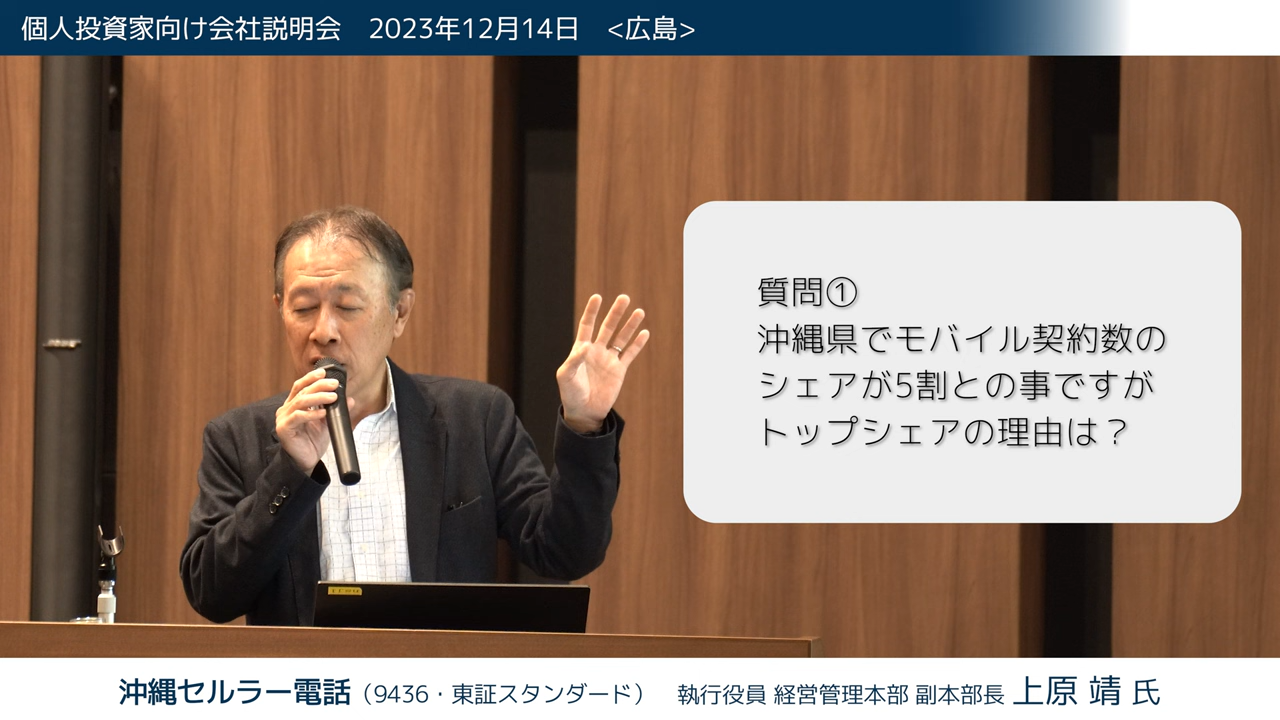 個人投資家向け会社説明会　2023年12月14日　<広島>
質問①
沖縄県でモバイル契約数の
シェアが5割との事ですが
トップシェアの理由は？
沖縄セルラー電話（9436・東証スタンダード）　執行役員 経営管理本部 副本部長 上原 靖 氏